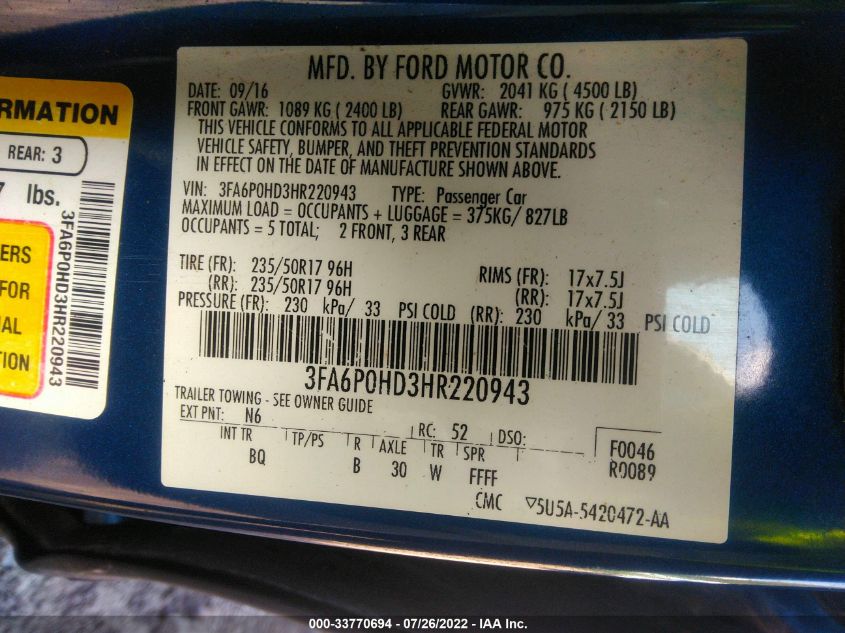 RMATION
REAR: 3
7 lbs.
ERS
FOR
IAL
TION
3FA6P0HD3HR220943
MFD. BY FORD MOTOR CO.
DATE: 09/16 GVWR: 2041 KG ( 4500 LB)
FRONT GAWR: 1089 KG ( 2400 LB) REAR GAWR: 975 KG ( 2150 LB)
THIS VEHICLE CONFORMS TO ALL APPLICABLE FEDERAL MOTOR
VEHICLE SAFETY, BUMPER, AND THEFT PREVENTION STANDARDS
IN EFFECT ON THE DATE OF MANUFACTURE SHOWN ABOVE.
VIN: 3FA6P0HD3HR220943 TYPE: Passenger Car
MAXIMUM LOAD = OCCUPANTS + LUGGAGE = 375KG/ 827LB
OCCUPANTS = 5 TOTAL; 2 FRONT, 3 REAR
TIRE (FR): 235/50R17 96H RIMS (FR): 17x7.5J
(RR): 235/50R17 96H (RR): 17x7.5J
PRESSURE (FR): 230 kPa/ 33 PSI COLD (RR): 230 kPa/ 33 PSI COLD
3FA6P0HD3HR220943
TRAILER TOWING - SEE OWNER GUIDE
EXT PNT: N6 RC: 52 DSO: F0046
INT TR TP/PS R AXLE TR SPR R0089
BQ B 30 W FFFF
CMC 5U5A-5420472-AA
000-33770694 - 07/26/2022 - IAA Inc.